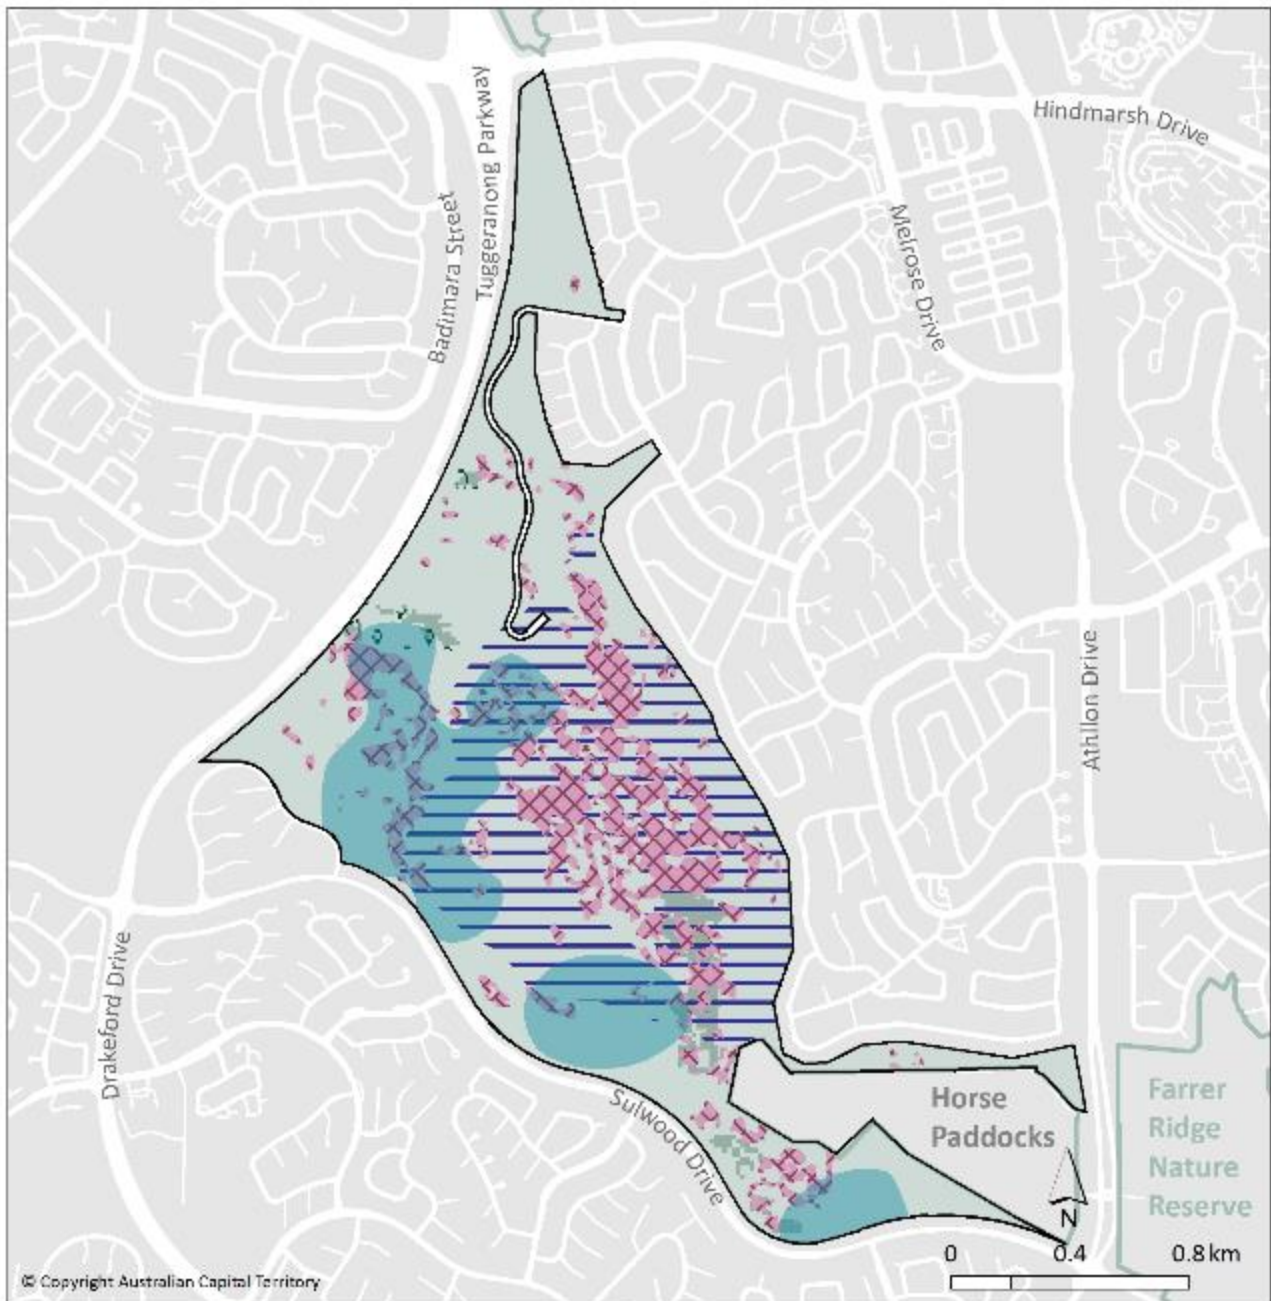 Hindmarsh Drive
Tuggeranong Parkway
Badimara Street
Melrose Drive
Athllon Drive
Drakeford Drive
Sulwood Drive
Horse
Paddocks
Farrer
Ridge
Nature
Reserve
N
0 0.4 0.8 km
© Copyright Australian Capital Territory